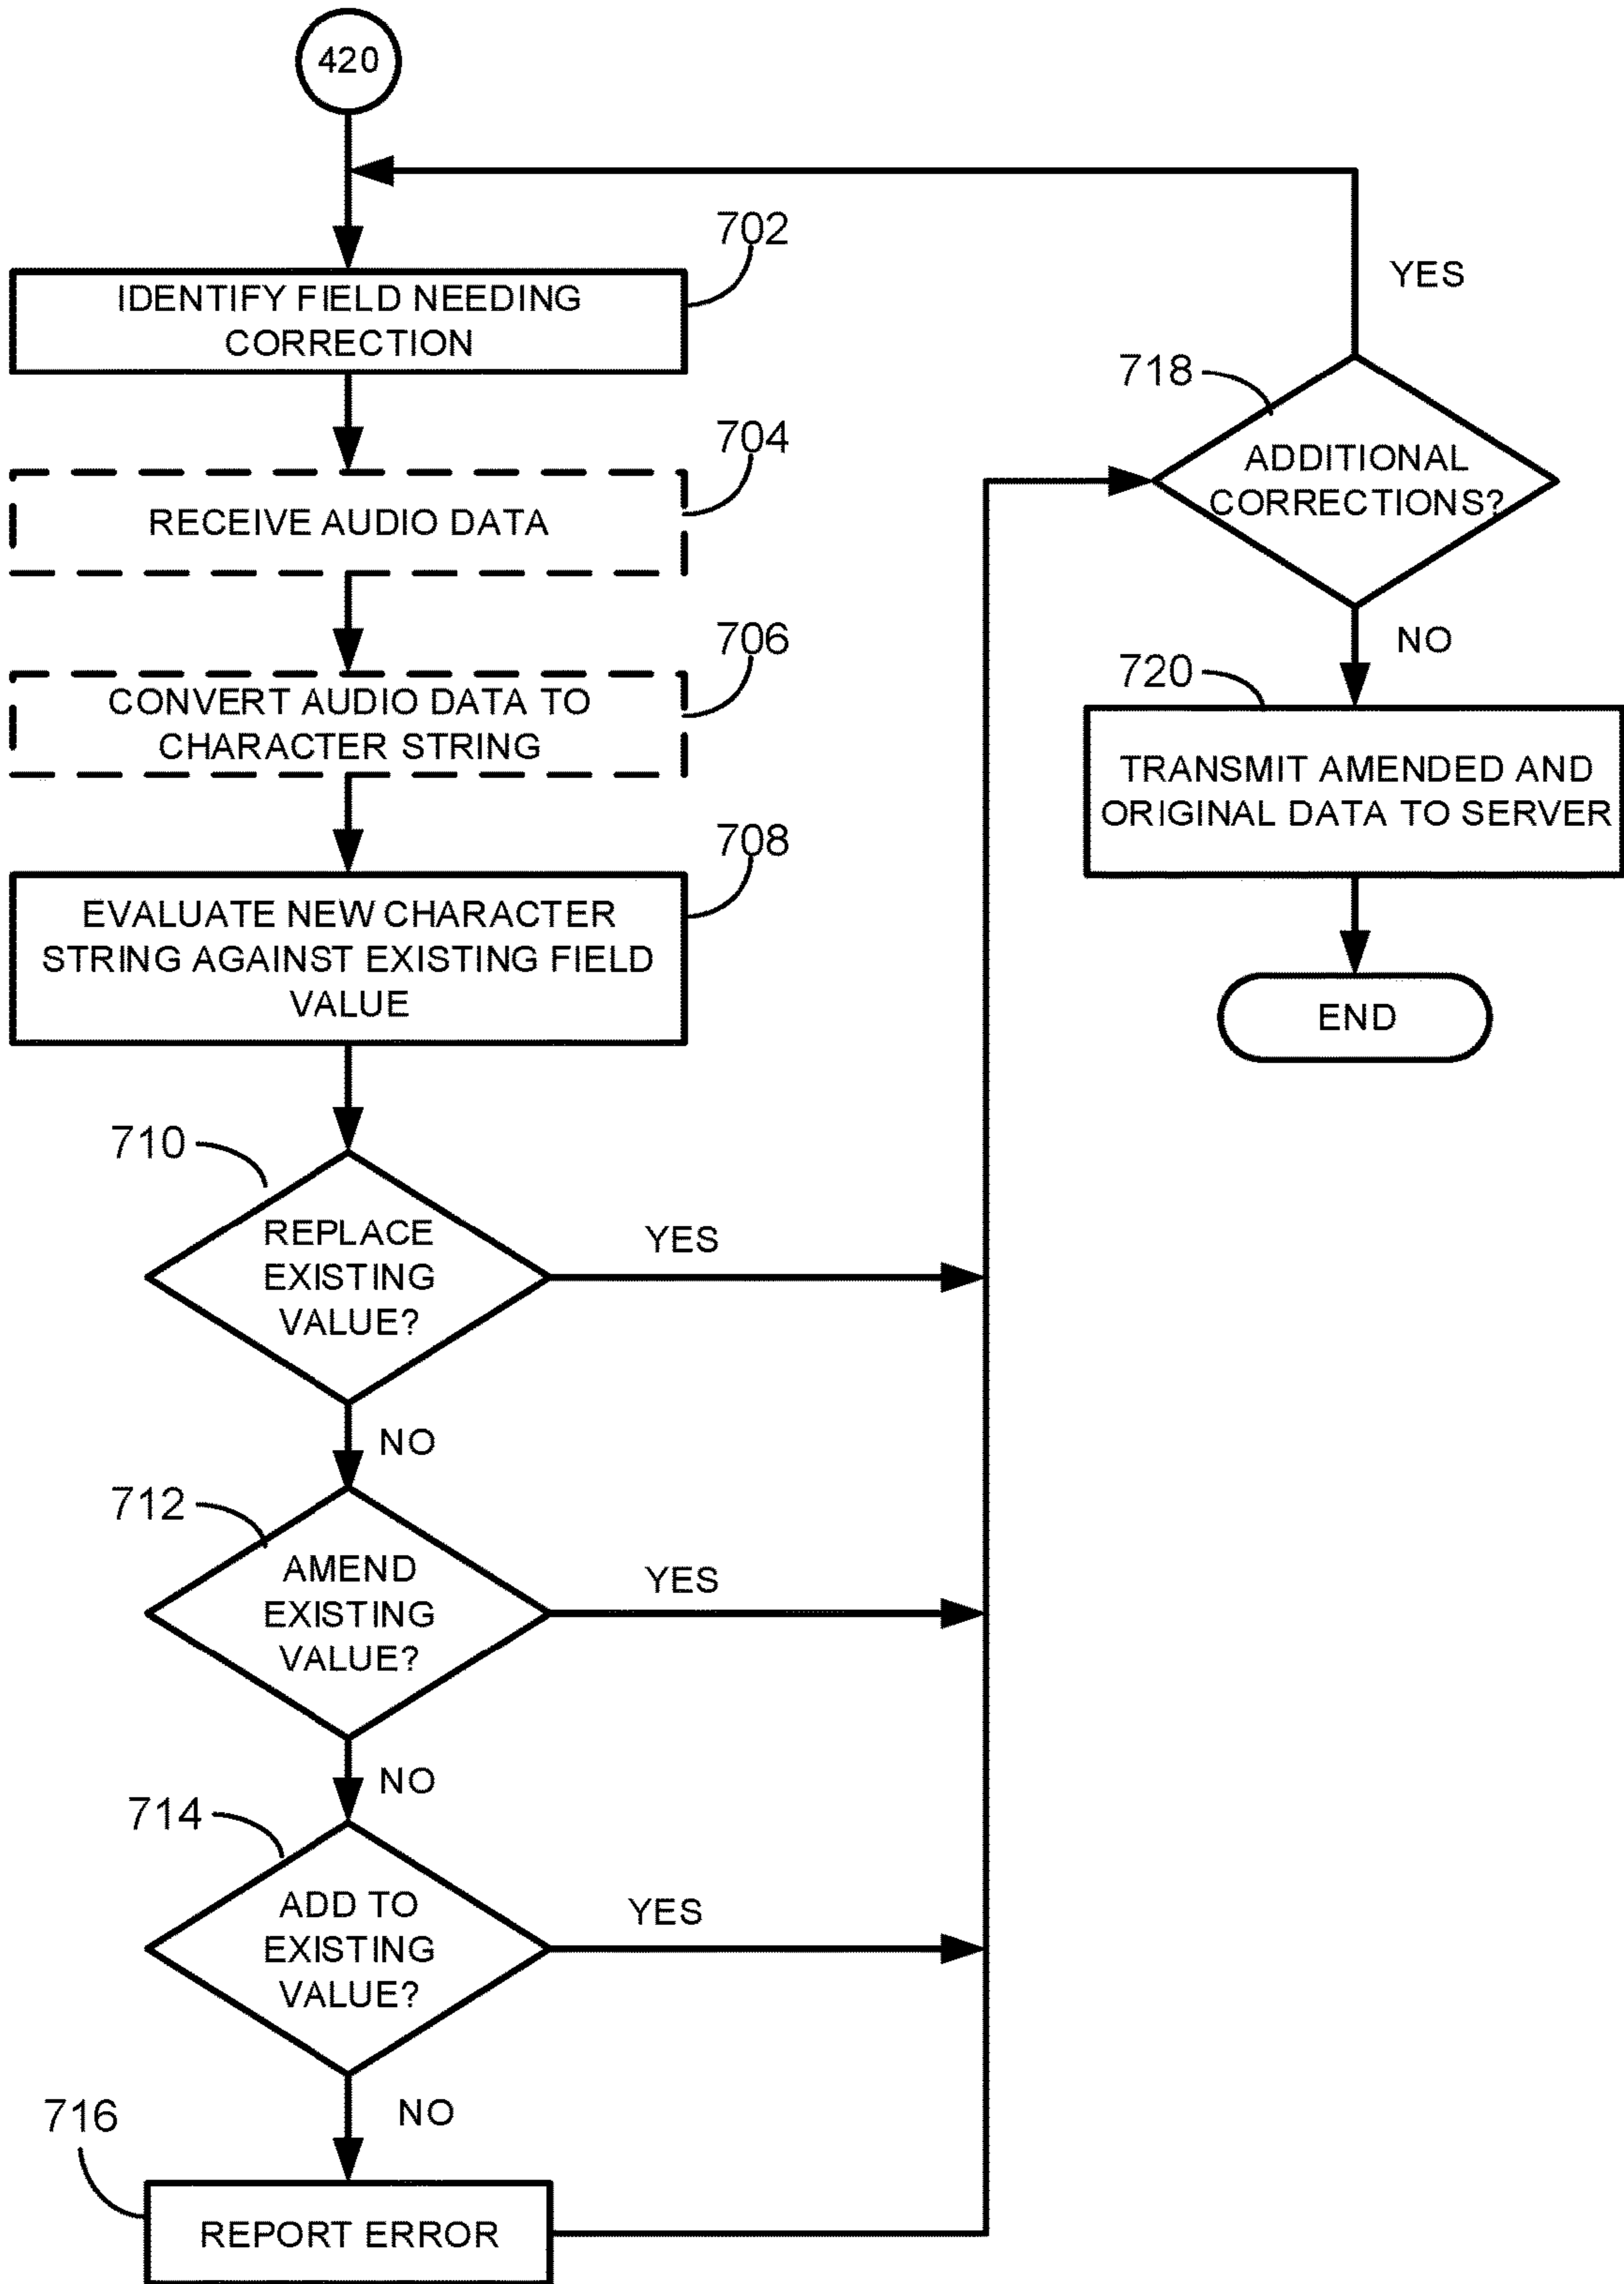 420
702
IDENTIFY FIELD NEEDING
CORRECTION
704
RECEIVE AUDIO DATA
706
CONVERT AUDIO DATA TO
CHARACTER STRING
708
EVALUATE NEW CHARACTER
STRING AGAINST EXISTING FIELD
VALUE
710
REPLACE
EXISTING
VALUE?
YES
NO
712
AMEND
EXISTING
VALUE?
YES
NO
714
ADD TO
EXISTING
VALUE?
YES
NO
716
REPORT ERROR
718
ADDITIONAL
CORRECTIONS?
YES
NO
720
TRANSMIT AMENDED AND
ORIGINAL DATA TO SERVER
END